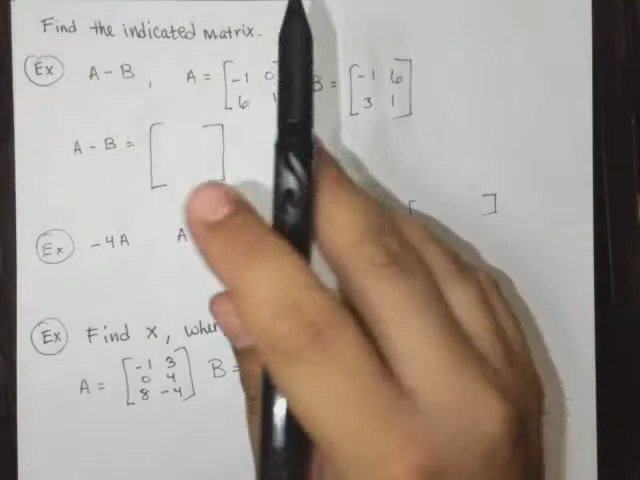 Find the indicated matrix.
Ex A - B , A = [ -1 0 B = [ -1 6 ]
6 1 3 1
A - B = [ ]
Ex -4A A
Ex Find x, wher
A = [ -1 3 ] B =
0 4
8 -4